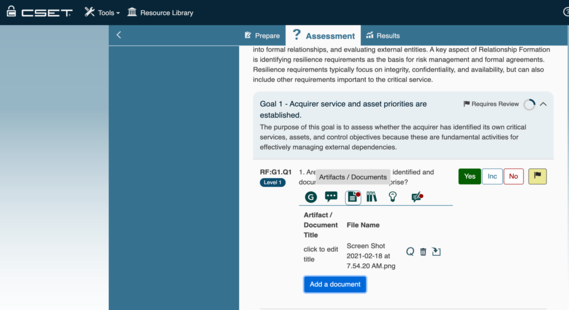 CSET
Tools
Resource Library
Prepare
? Assessment
Results
into formal relationships, and evaluating external entities. A key aspect of Relationship Formation
is identifying resilience requirements as the basis for risk management and formal agreements.
Resilience requirements typically focus on integrity, confidentiality, and availability, but can also
include other requirements important to the critical service.
Goal 1 - Acquirer service and asset priorities are
established.
Requires Review
The purpose of this goal is to assess whether the acquirer has identified its own critical
services, assets, and control objectives because these are fundamental activities for
effectively managing external dependencies.
RF:G1.Q1
Level 1
1. Are
Artifacts / Documents
identified and
Yes
Inc
No
G
Artifact /
Document
Title
File Name
click to edit
title
Screen Shot
2021-02-18 at
7.54.20 AM.png
Add a document